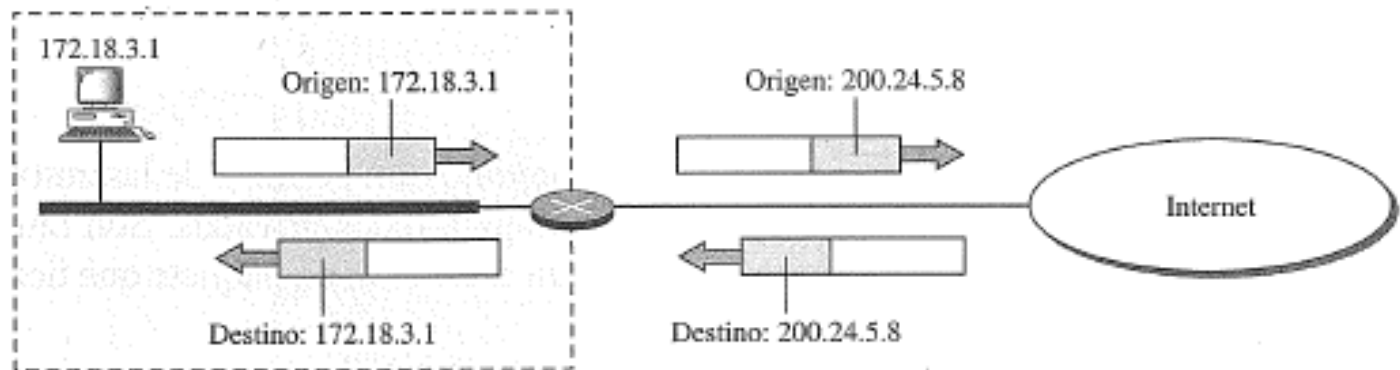 172.18.3.1
Origen: 172.18.3.1
Origen: 200.24.5.8
Internet
Destino: 172.18.3.1
Destino: 200.24.5.8